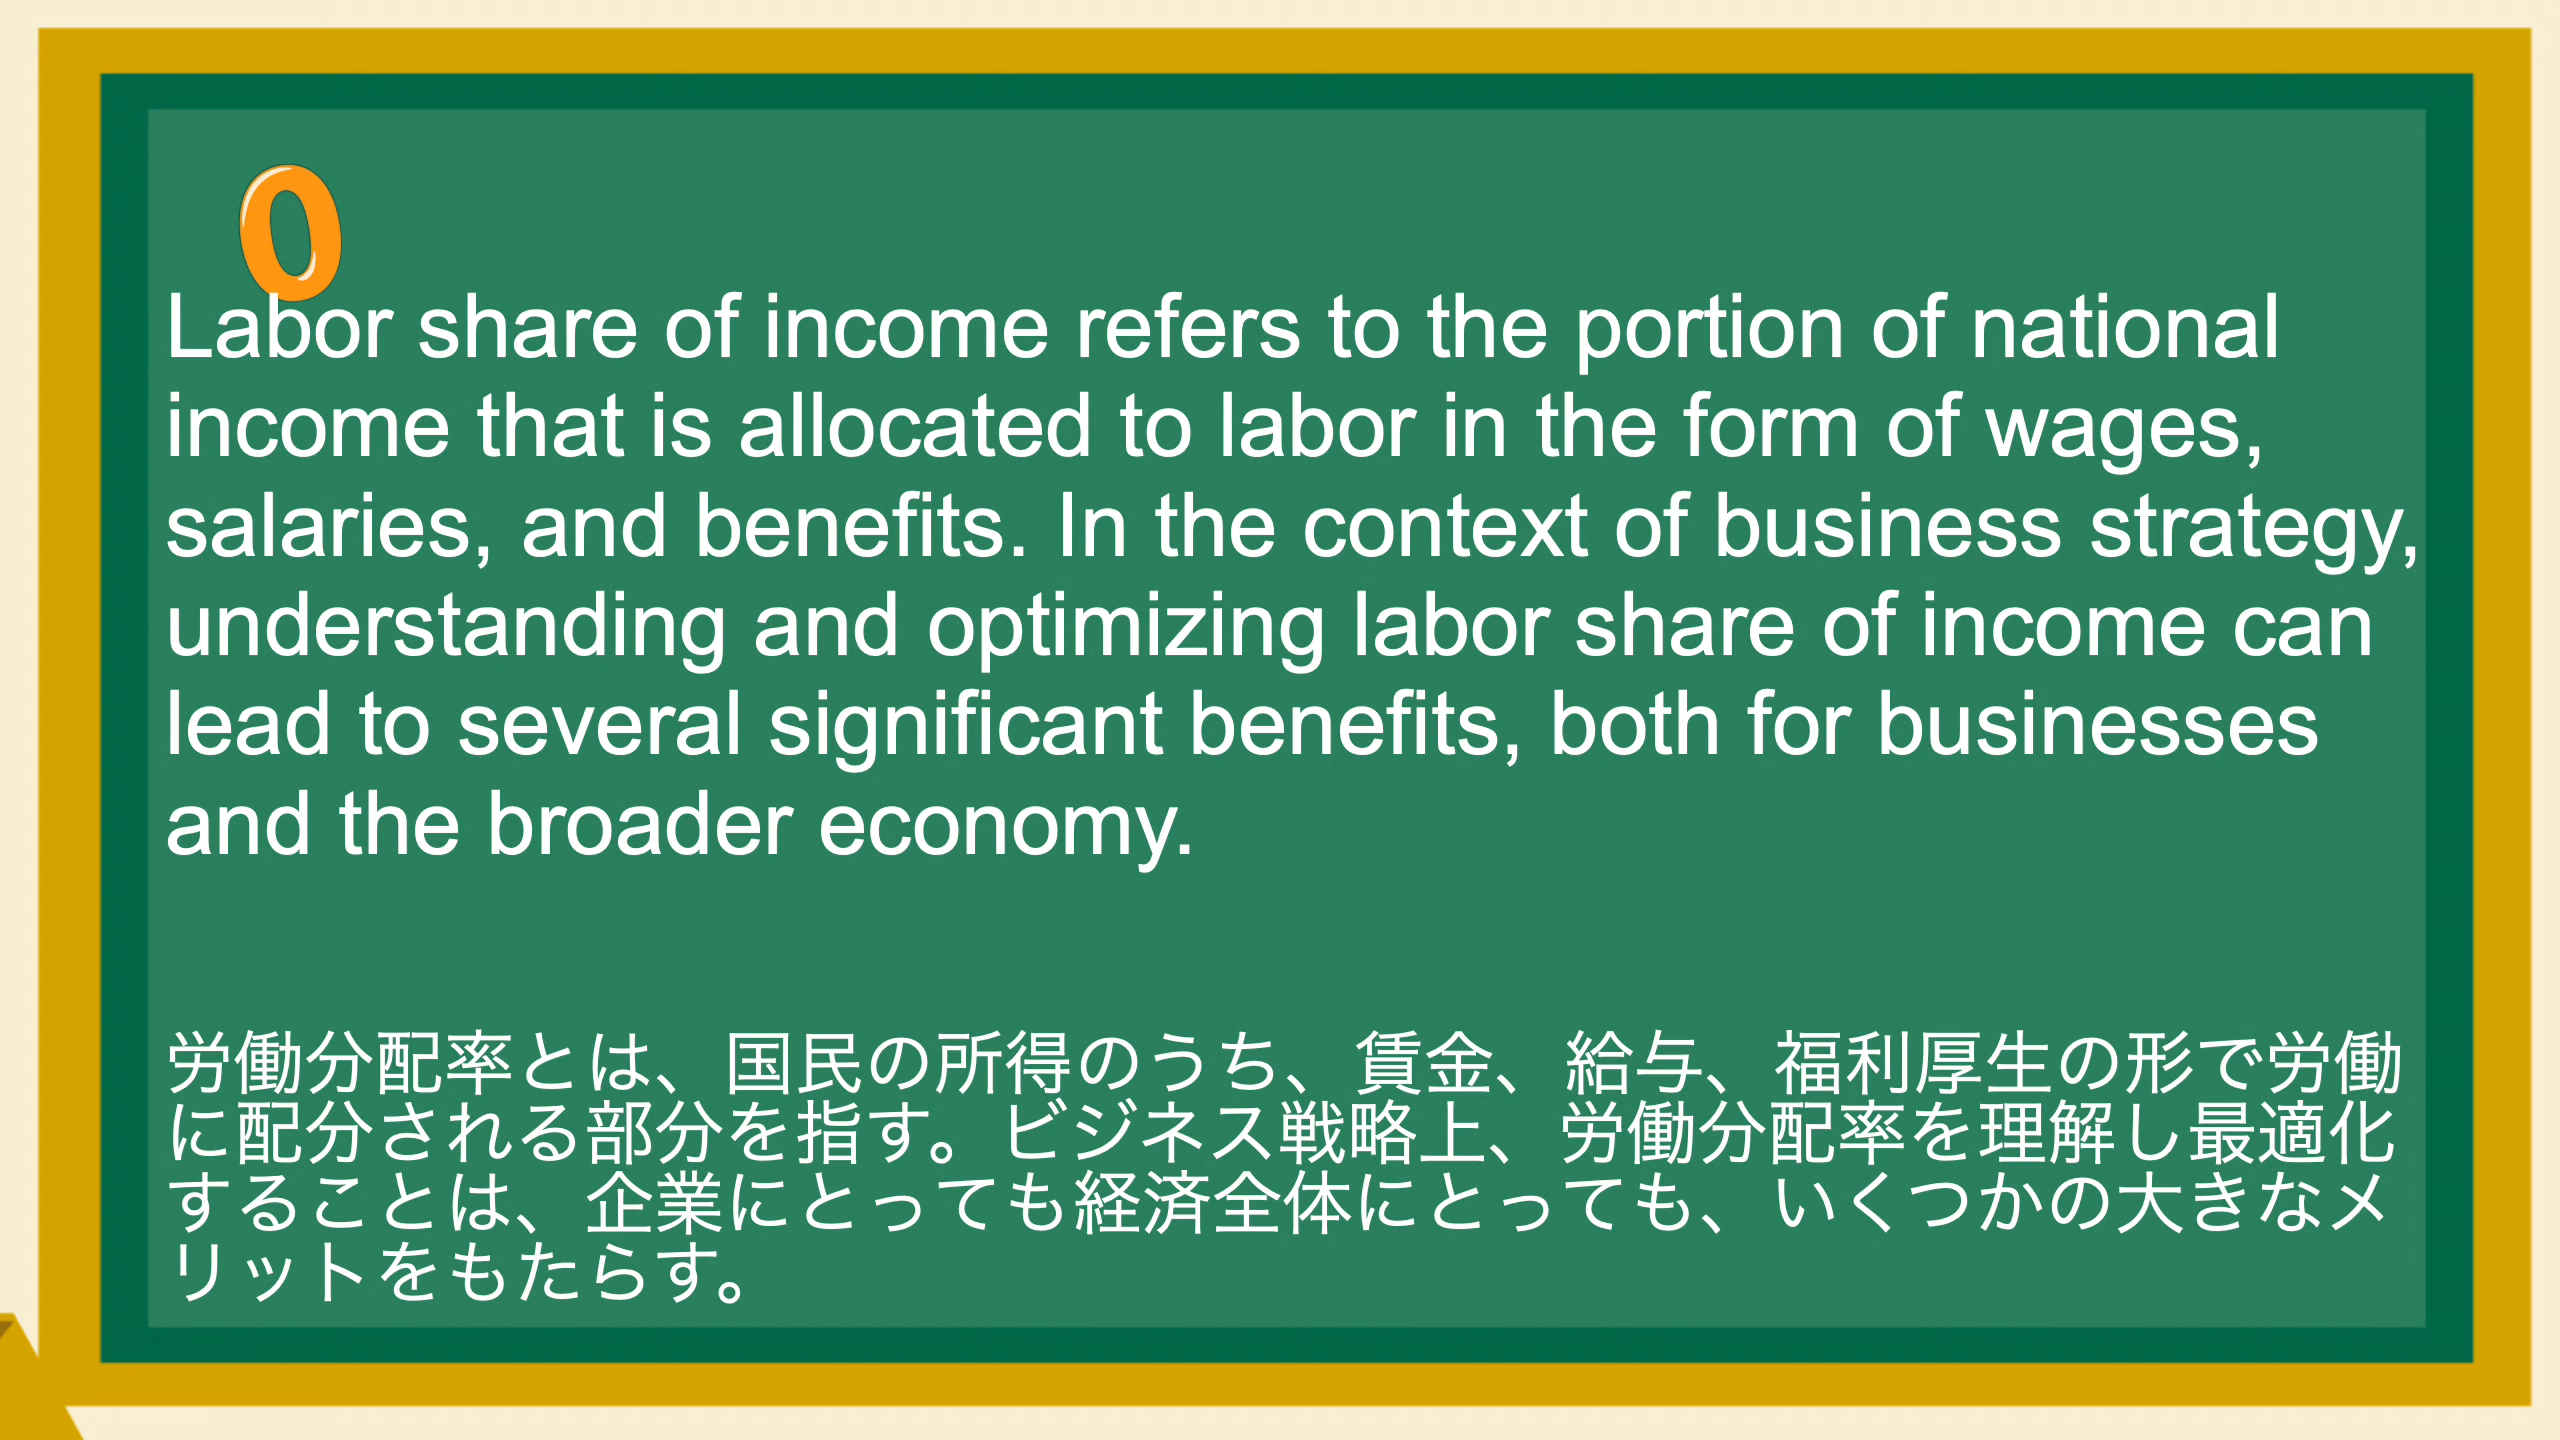 0
Labor share of income refers to the portion of national
income that is allocated to labor in the form of wages,
salaries, and benefits. In the context of business strategy,
understanding and optimizing labor share of income can
lead to several significant benefits, both for businesses
and the broader economy.
労働分配率とは、国民の所得のうち、賃金、給与、福利厚生の形で労働
に配分される部分を指す。ビジネス戦略上、労働分配率を理解し最適化
することは、企業にとっても経済全体にとっても、いくつかの大きなメ
リットをもたらす。